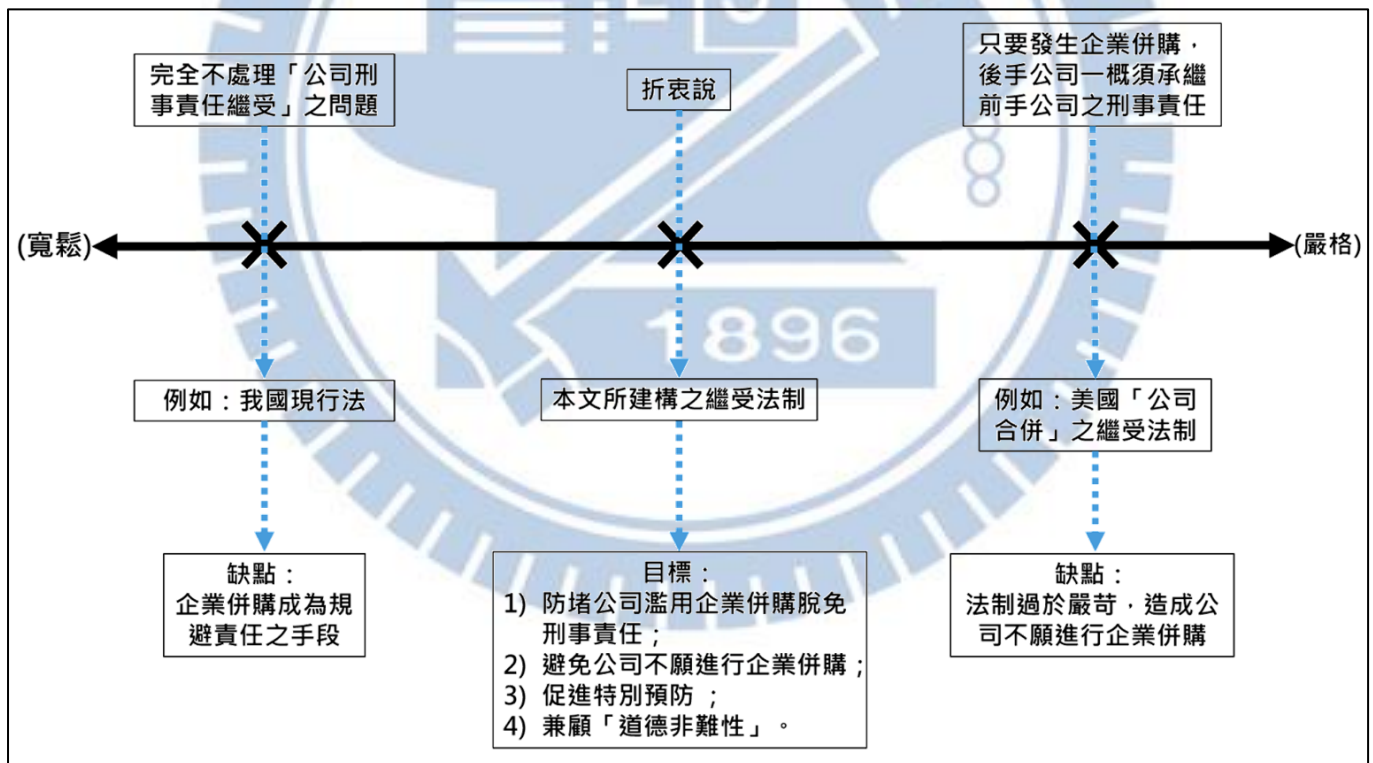 完全不處理「公司刑
事責任繼受」之問題
折衷說
只要發生企業併購，
後手公司一概須承繼
前手公司之刑事責任
(寬鬆)
(嚴格)
1896
例如：我國現行法
本文所建構之繼受法制
例如：美國「公司
合併」之繼受法制
缺點：
企業併購成為規
避責任之手段
目標：
1) 防堵公司濫用企業併購脫免
刑事責任；
2) 避免公司不願進行企業併購；
3) 促進特別預防；
4) 兼顧「道德非難性」。
缺點：
法制過於嚴苛，造成公
司不願進行企業併購